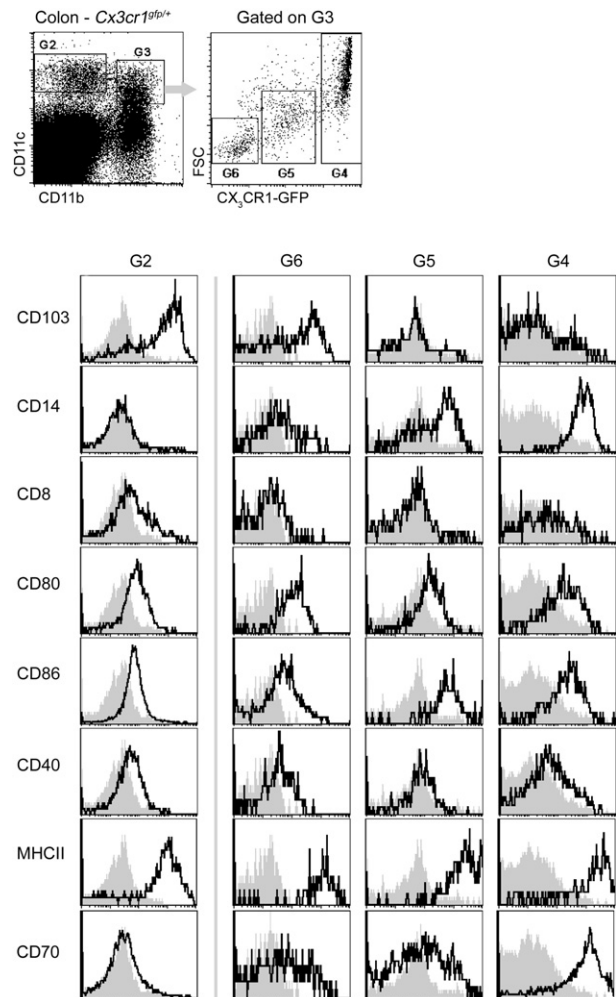 Colon - Cx3cr1gfp/+
Gated on G3
G2
G3
CD11c
CD11b
FSC
G6
G5
G4
CX3CR1-GFP
G2
G6
G5
G4
CD103
CD14
CD8
CD80
CD86
CD40
MHCII
CD70